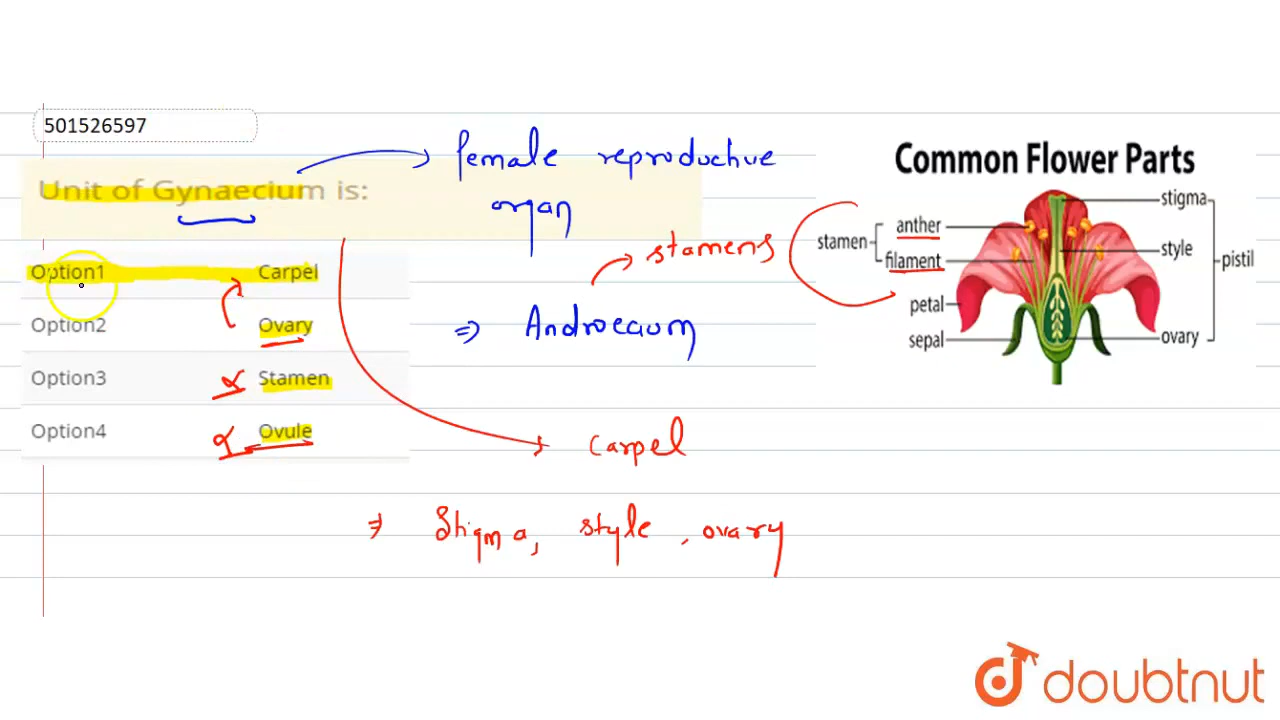 501526597
Unit of Gynaecium is:
female reproductive
organ
Option1 Carpel
Option2 Ovary
Option3 Stamen
Option4 Ovule
stamens
⇒ Androecium
Carpel
⇒ Stigma, style, ovary
Common Flower Parts
stigma
anther
stamen
style
filament
pistil
petal
sepal
ovary
doubtnut